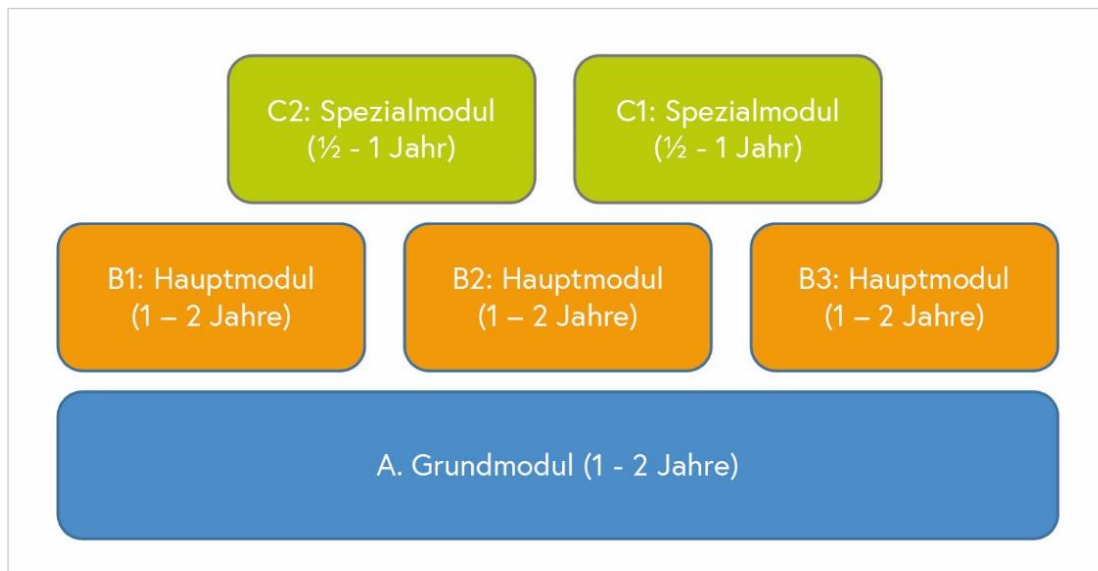 C2: Spezialmodul
(½ - 1 Jahr)
C1: Spezialmodul
(½ - 1 Jahr)
B1: Hauptmodul
(1 – 2 Jahre)
B2: Hauptmodul
(1 – 2 Jahre)
B3: Hauptmodul
(1 – 2 Jahre)
A. Grundmodul (1 - 2 Jahre)